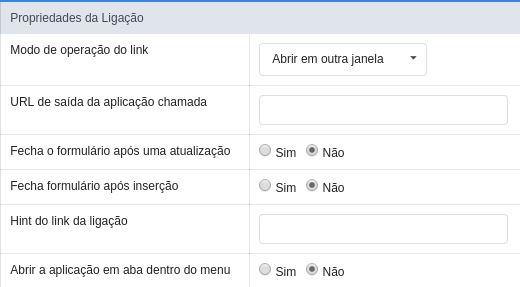 Propriedades da Ligação
Modo de operação do link
Abrir em outra janela
URL de saída da aplicação chamada
Fecha o formulário após uma atualização
Sim Não
Fecha formulário após inserção
Sim Não
Hint do link da ligação
Abrir a aplicação em aba dentro do menu
Sim Não